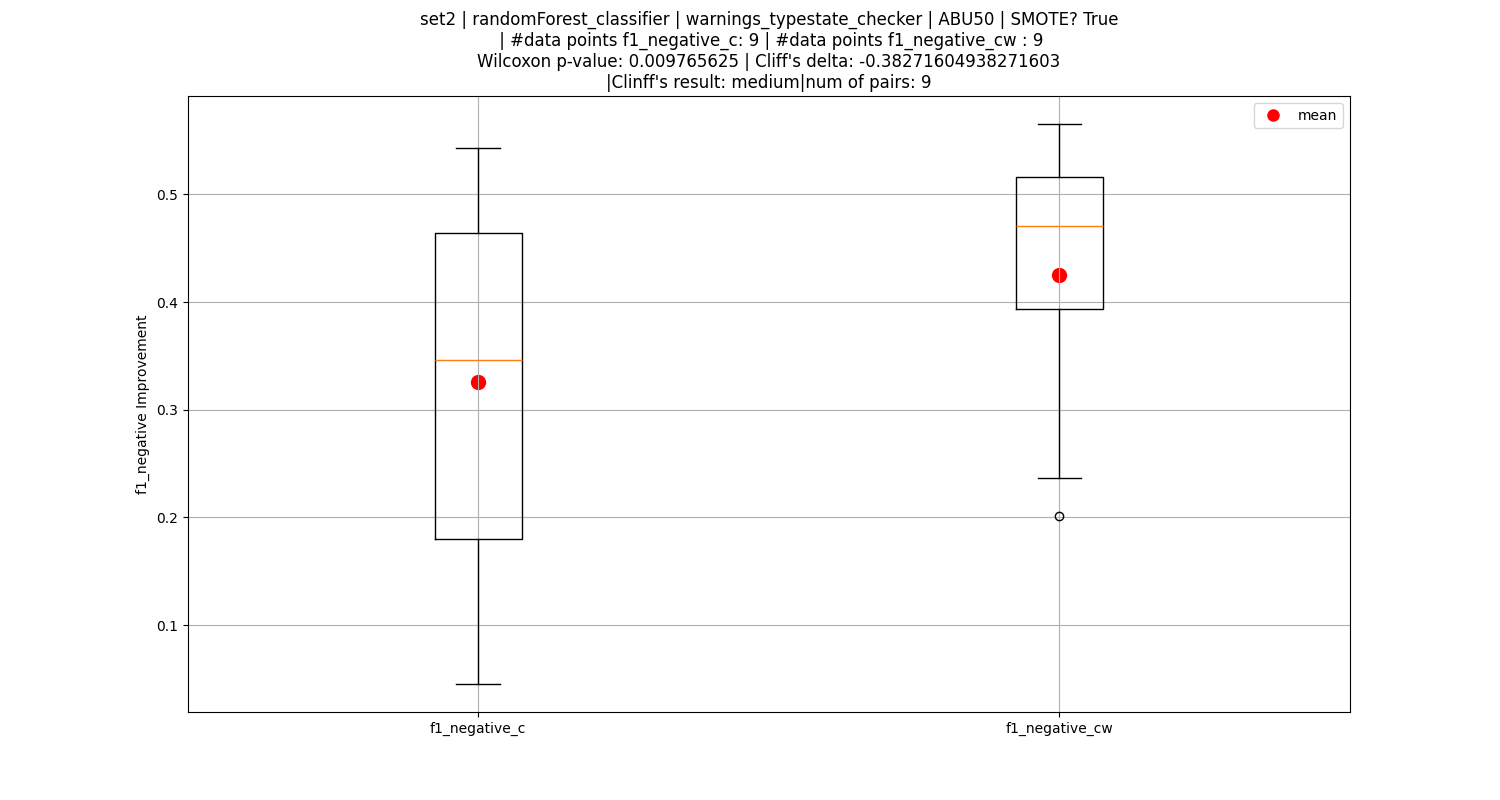 set2 | randomForest_classifier | warnings_typestate_checker | ABU50 | SMOTE? True
| #data points f1_negative_c: 9 | #data points f1_negative_cw : 9
Wilcoxon p-value: 0.009765625 | Cliff's delta: -0.38271604938271603
|Clinff's result: medium|num of pairs: 9
mean
f1_negative Improvement
0.5
0.4
0.3
0.2
0.1
f1_negative_c
f1_negative_cw